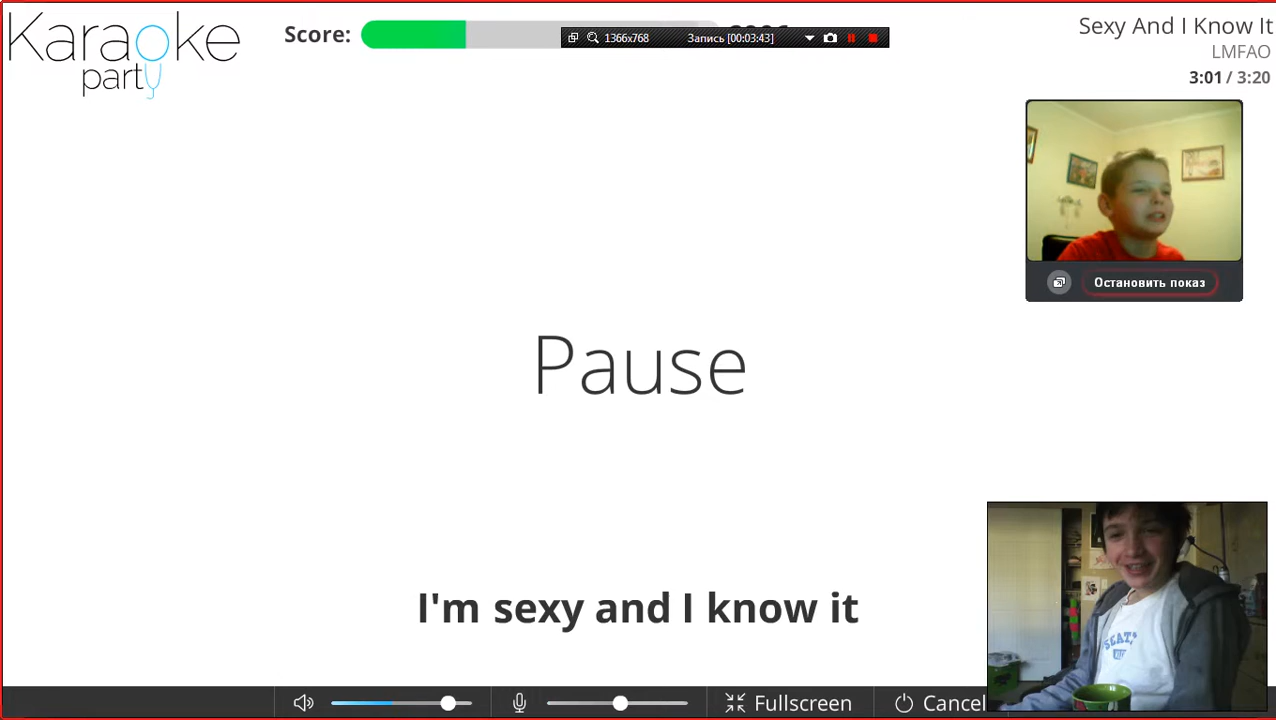 Karaoke
party
Score:
1366x768
Запись [00:03:43]
Sexy And I Know It
LMFAO
3:01 / 3:20
Остановить показ
Pause
I'm sexy and I know it
Fullscreen
Cancel